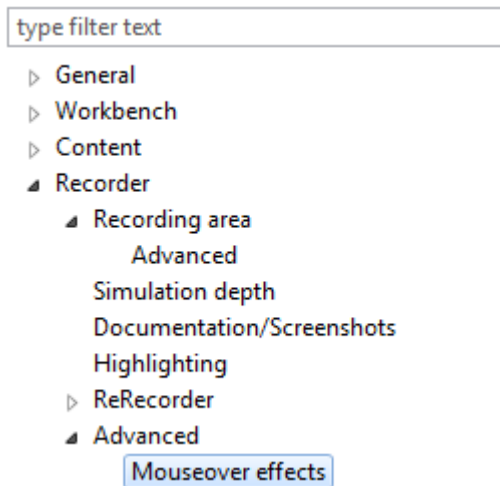 type filter text
General
Workbench
Content
Recorder
Recording area
Advanced
Simulation depth
Documentation/Screenshots
Highlighting
ReRecorder
Advanced
Mouseover effects